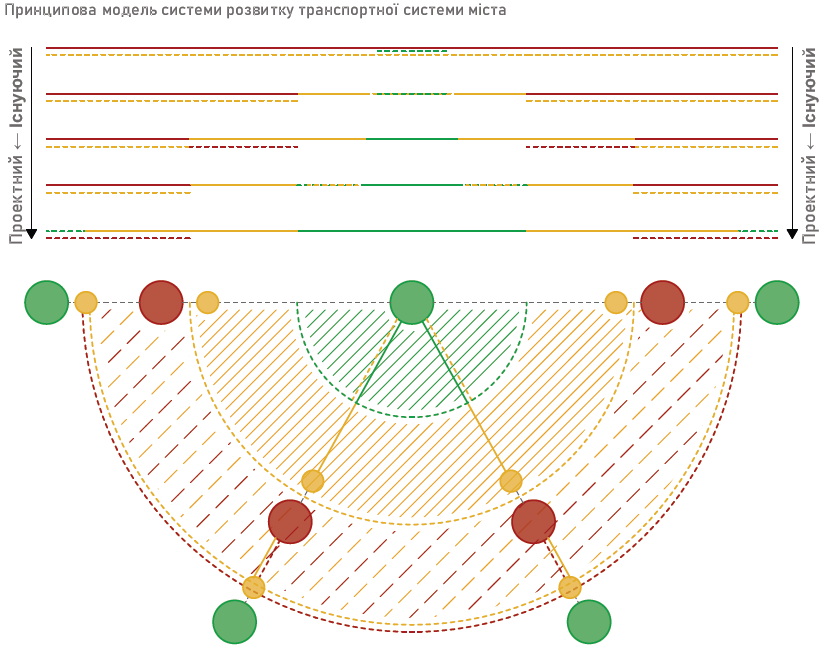 Принципова модель системи розвитку транспортної системи міста
Проектний ← Існуючий
Проектний ← Існуючий